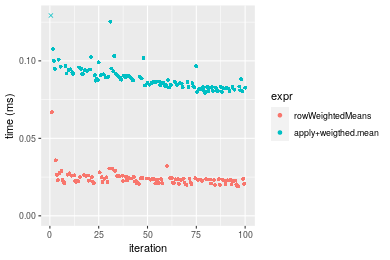 0.10
0.05
0.00
time (ms)
0
25
50
75
100
iteration
expr
rowWeightedMeans
apply+weigthed.mean